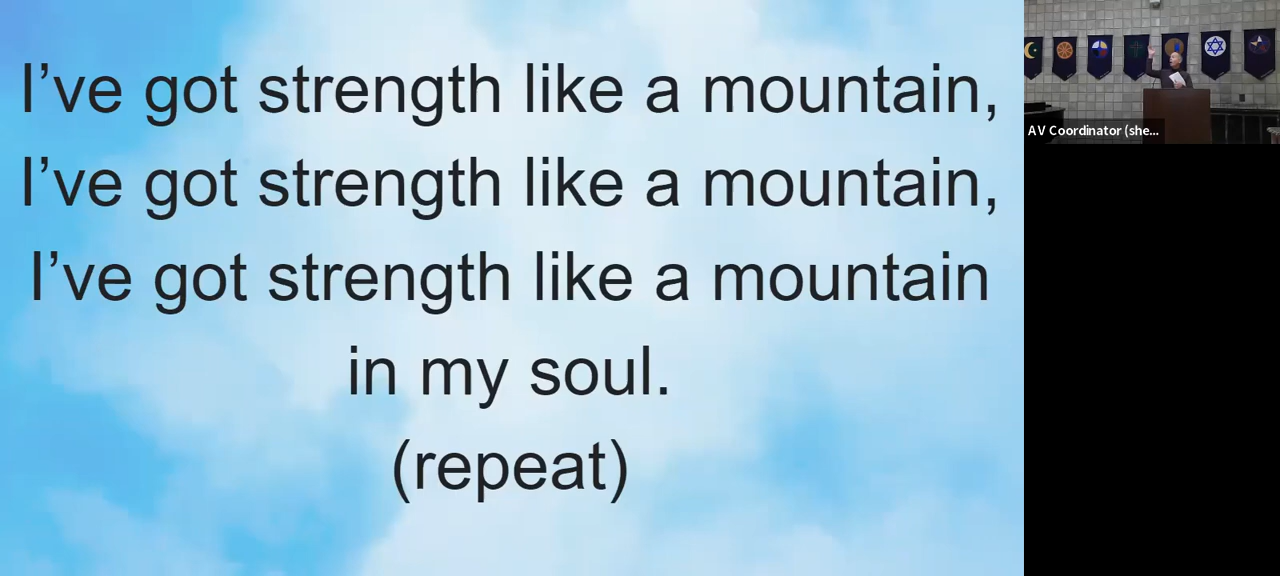 I’ve got strength like a mountain,
I’ve got strength like a mountain,
I’ve got strength like a mountain
in my soul.
(repeat)
AV Coordinator (she...